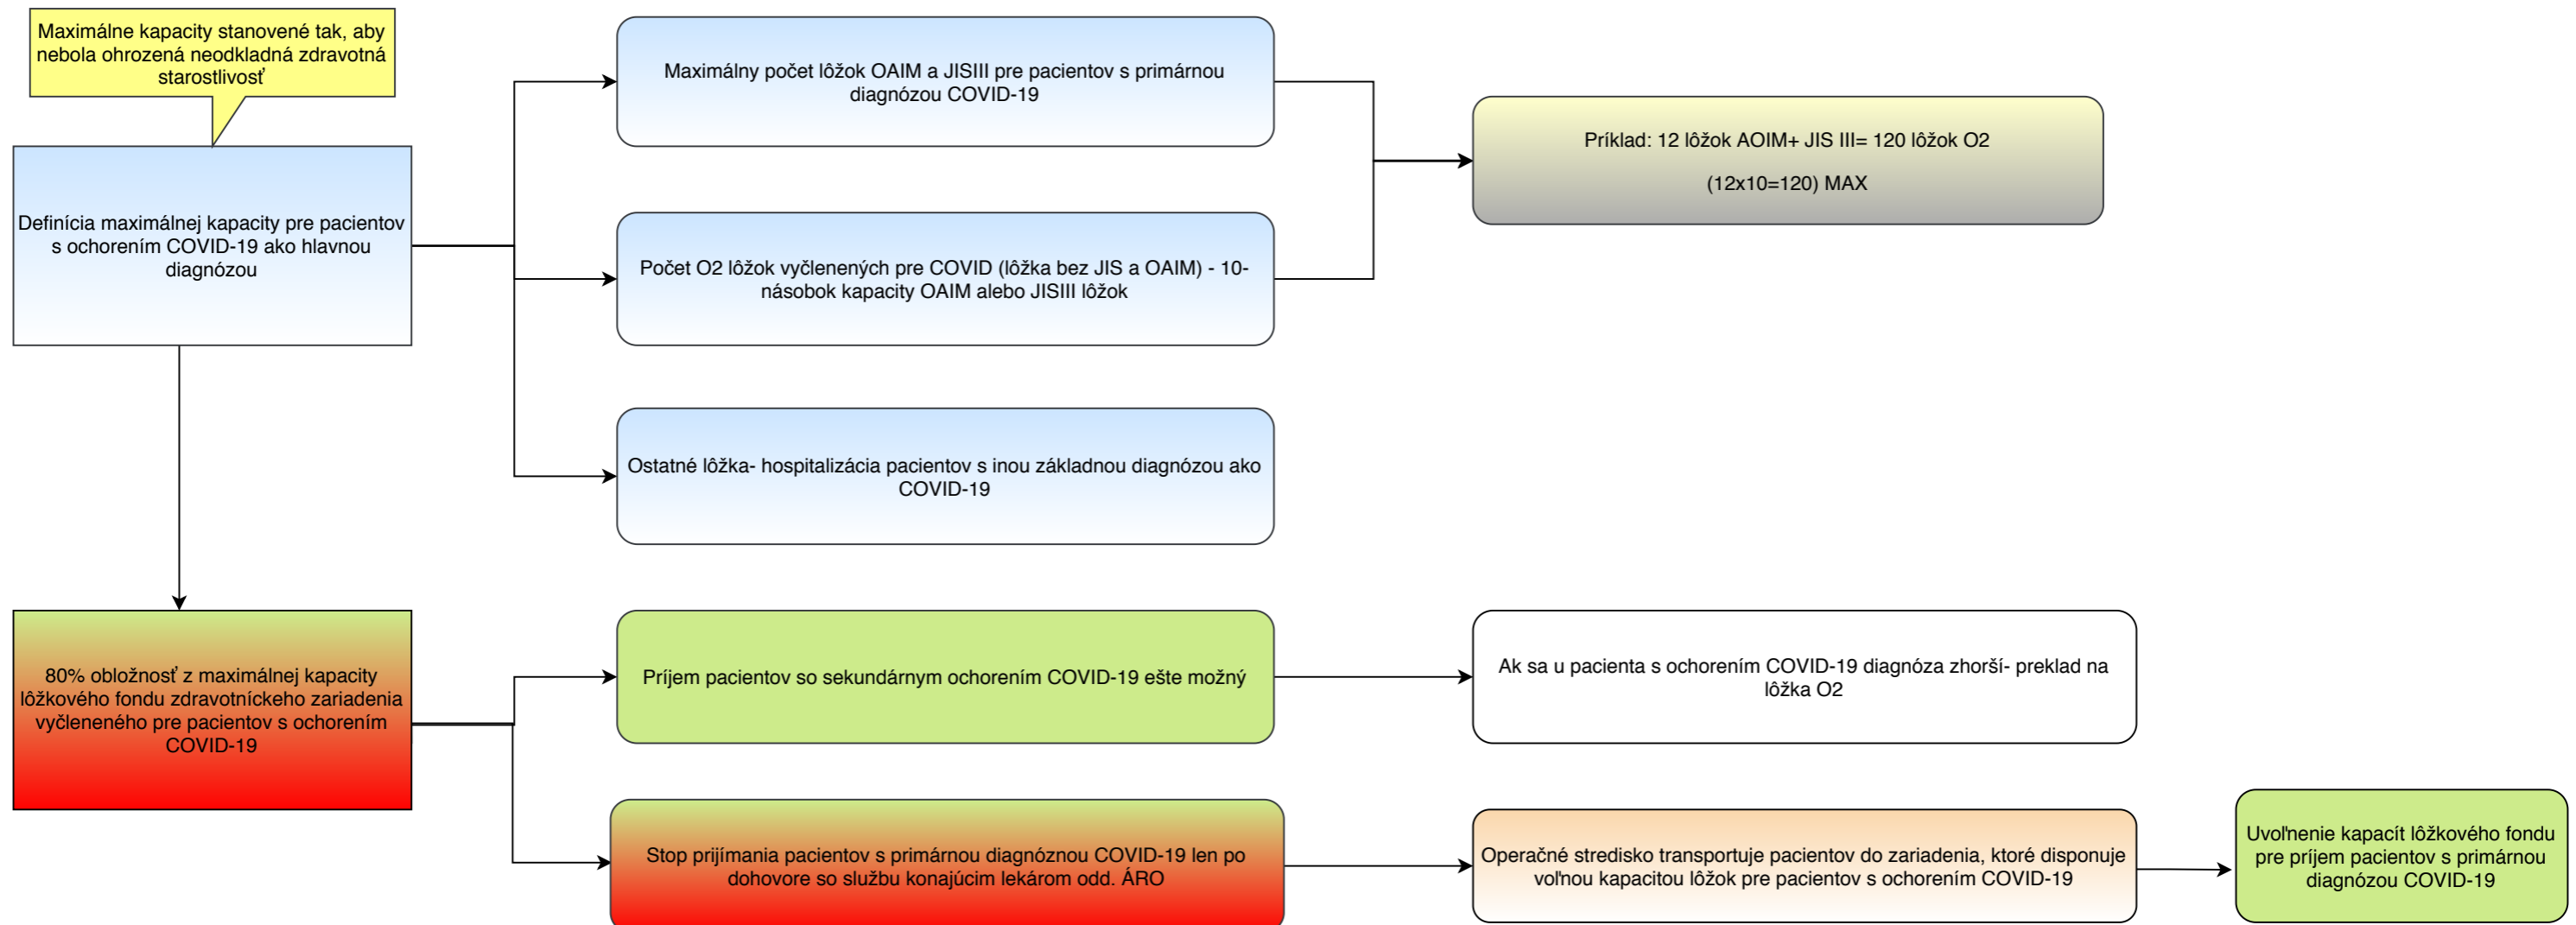 Maximálne kapacity stanovené tak, aby
nebola ohrozená neodkladná zdravotná
starostlivosť
Definícia maximálnej kapacity pre pacientov
s ochorením COVID-19 ako hlavnou
diagnózou
Maximálny počet lôžok OAIM a JISIII pre pacientov s primárnou
diagnózou COVID-19
Príklad: 12 lôžok AOIM+ JIS III= 120 lôžok O2
(12x10=120) MAX
Počet O2 lôžok vyčlenených pre COVID (lôžka bez JIS a OAIM) - 10-
násobok kapacity OAIM alebo JISIII lôžok
Ostatné lôžka- hospitalizácia pacientov s inou základnou diagnózou ako
COVID-19
80% obložnosť z maximálnej kapacity
lôžkového fondu zdravotníckeho zariadenia
vyčleneného pre pacientov s ochorením
COVID-19
Príjem pacientov so sekundárnym ochorením COVID-19 ešte možný
Ak sa u pacienta s ochorením COVID-19 diagnóza zhorší- preklad na
lôžka O2
Stop prijímania pacientov s primárnou diagnóznou COVID-19 len po
dohovore so službu konajúcim lekárom odd. ÁRO
Operačné stredisko transportuje pacientov do zariadenia, ktoré disponuje
voľnou kapacitou lôžok pre pacientov s ochorením COVID-19
Uvoľnenie kapacít lôžkového fondu
pre príjem pacientov s primárnou
diagnózou COVID-19